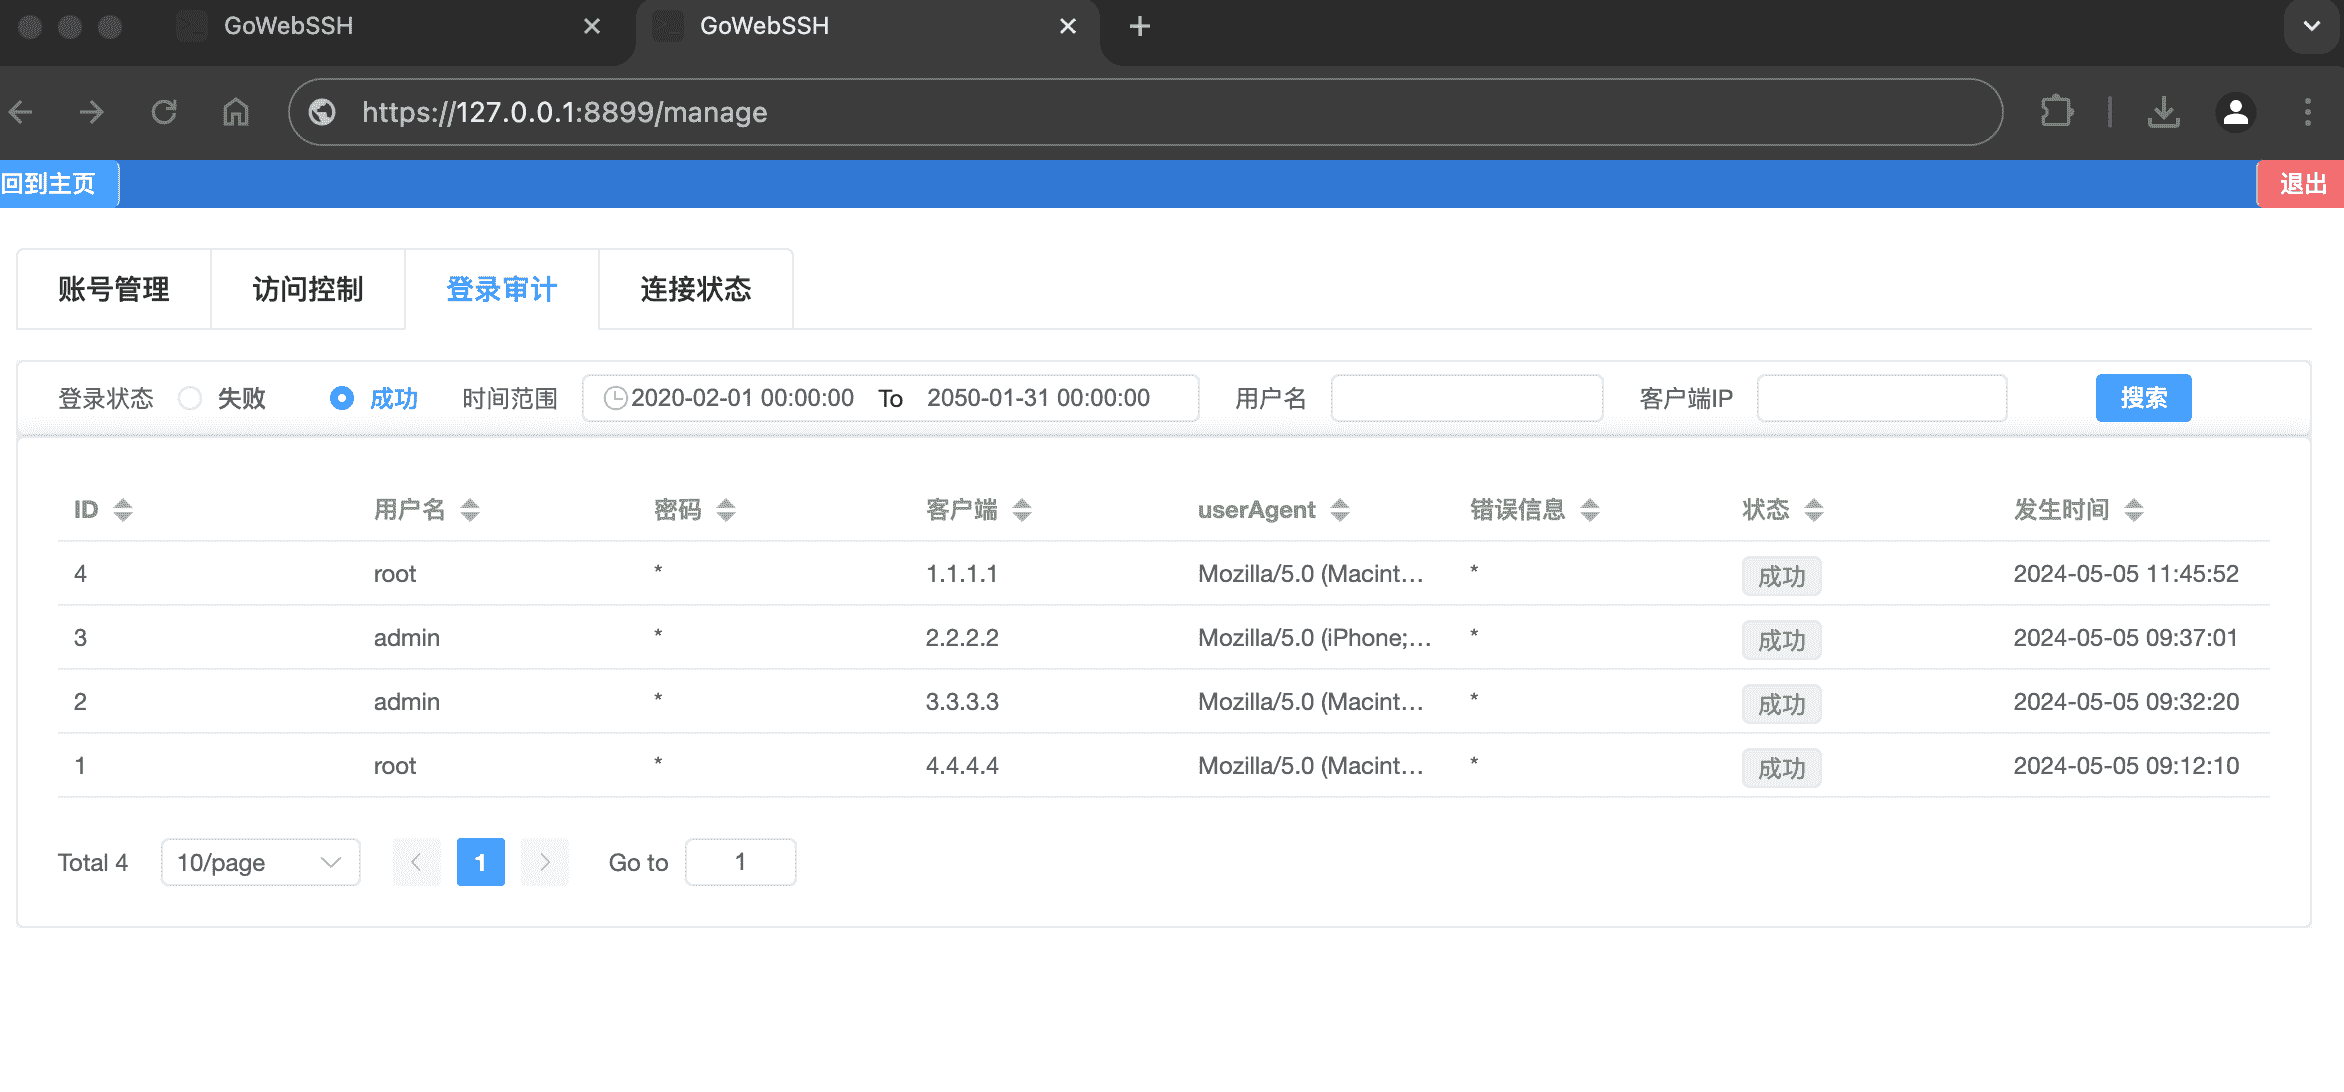 GoWebSSH GoWebSSH
https://127.0.0.1:8899/manage
回到主页 退出
账号管理 访问控制 登录审计 连接状态
登录状态 失败 成功 时间范围 2020-02-01 00:00:00 To 2050-01-31 00:00:00 用户名 客户端IP 搜索
ID 用户名 密码 客户端 userAgent 错误信息 状态 发生时间
4 root * 1.1.1.1 Mozilla/5.0 (Macint... * 成功 2024-05-05 11:45:52
3 admin * 2.2.2.2 Mozilla/5.0 (iPhone;... * 成功 2024-05-05 09:37:01
2 admin * 3.3.3.3 Mozilla/5.0 (Macint... * 成功 2024-05-05 09:32:20
1 root * 4.4.4.4 Mozilla/5.0 (Macint... * 成功 2024-05-05 09:12:10
Total 4 10/page 1 Go to 1